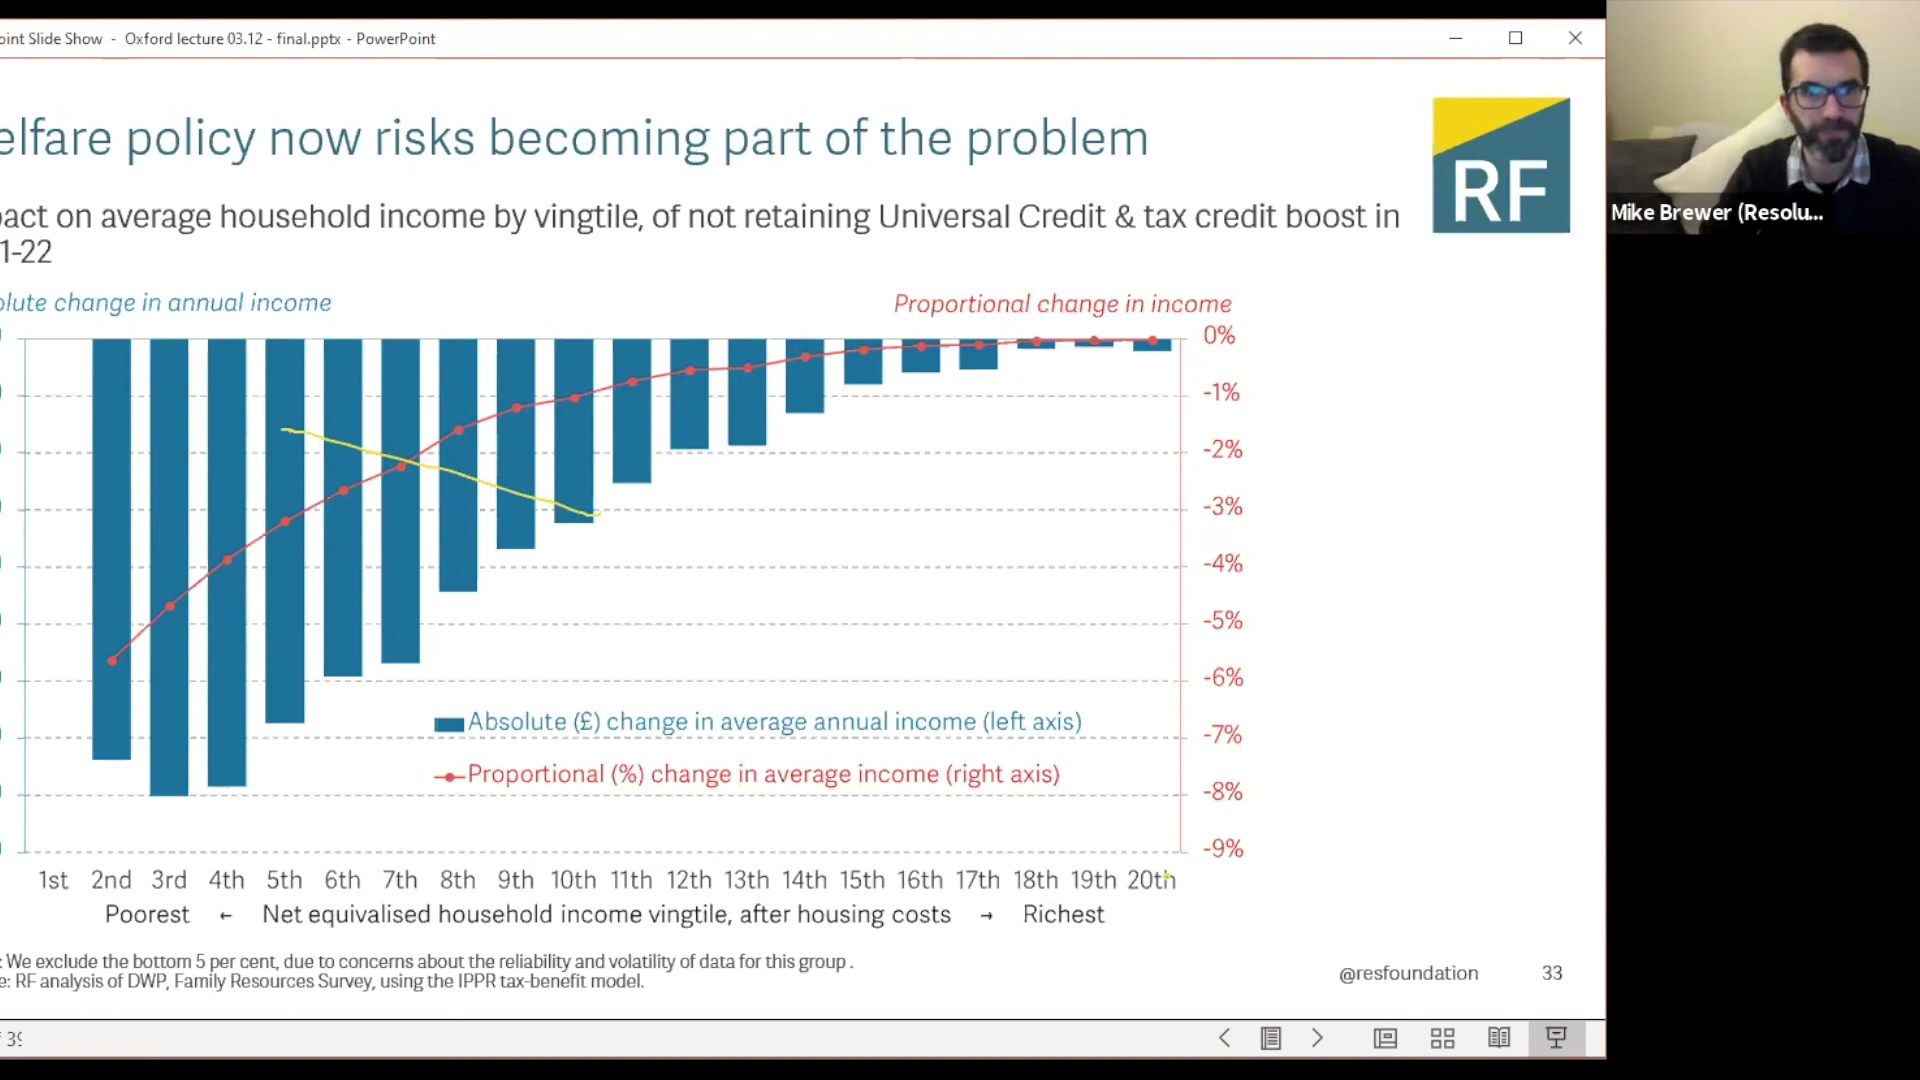 oint Slide Show - Oxford lecture 03.12 - final.pptx - PowerPoint
elfare policy now risks becoming part of the problem
RF
Mike Brewer (Resolu...
pact on average household income by vingtile, of not retaining Universal Credit & tax credit boost in
1-22
olute change in annual income
Proportional change in income
0%
-1%
-2%
-3%
-4%
-5%
-6%
-7%
-8%
-9%
Absolute (£) change in average annual income (left axis)
Proportional (%) change in average income (right axis)
1st 2nd 3rd 4th 5th 6th 7th 8th 9th 10th 11th 12th 13th 14th 15th 16th 17th 18th 19th 20th
Poorest ← Net equivalised household income vingtile, after housing costs → Richest
: We exclude the bottom 5 per cent, due to concerns about the reliability and volatility of data for this group .
e: RF analysis of DWP, Family Resources Survey, using the IPPR tax-benefit model.
@resfoundation 33